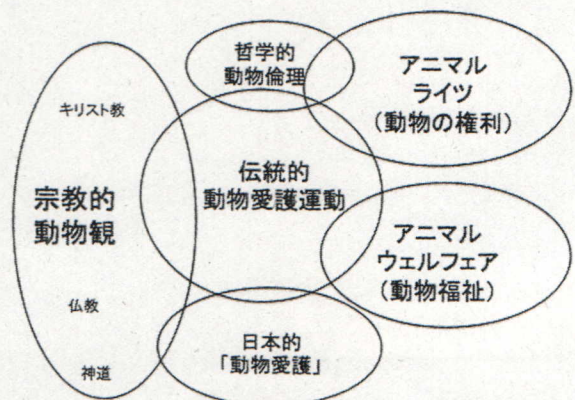 哲学的
動物倫理
アニマル
ライツ
(動物の権利)
キリスト教
宗教的
動物観
伝統的
動物愛護運動
アニマル
ウェルフェア
(動物福祉)
仏教
神道
日本的
「動物愛護」